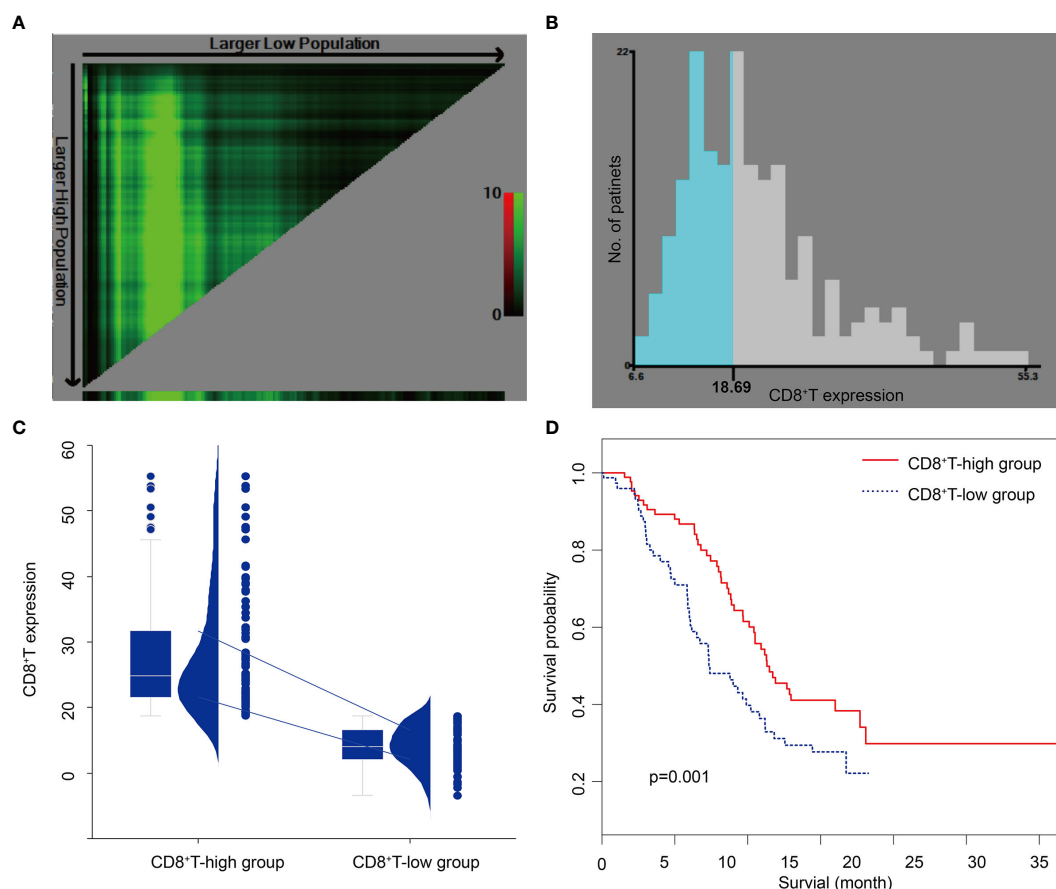 A
Larger Low Population
Larger High Population
10
0
B
22
No. of patinets
0
6.6
18.69
55.3
CD8+T expression
C
60
50
40
30
20
0
CD8+T expression
CD8+T-high group
CD8+T-low group
D
CD8+T-high group
CD8+T-low group
1.0
0.8
0.6
0.4
0.2
Survival probability
p=0.001
0
5
10
15
20
25
35
Survial (month)